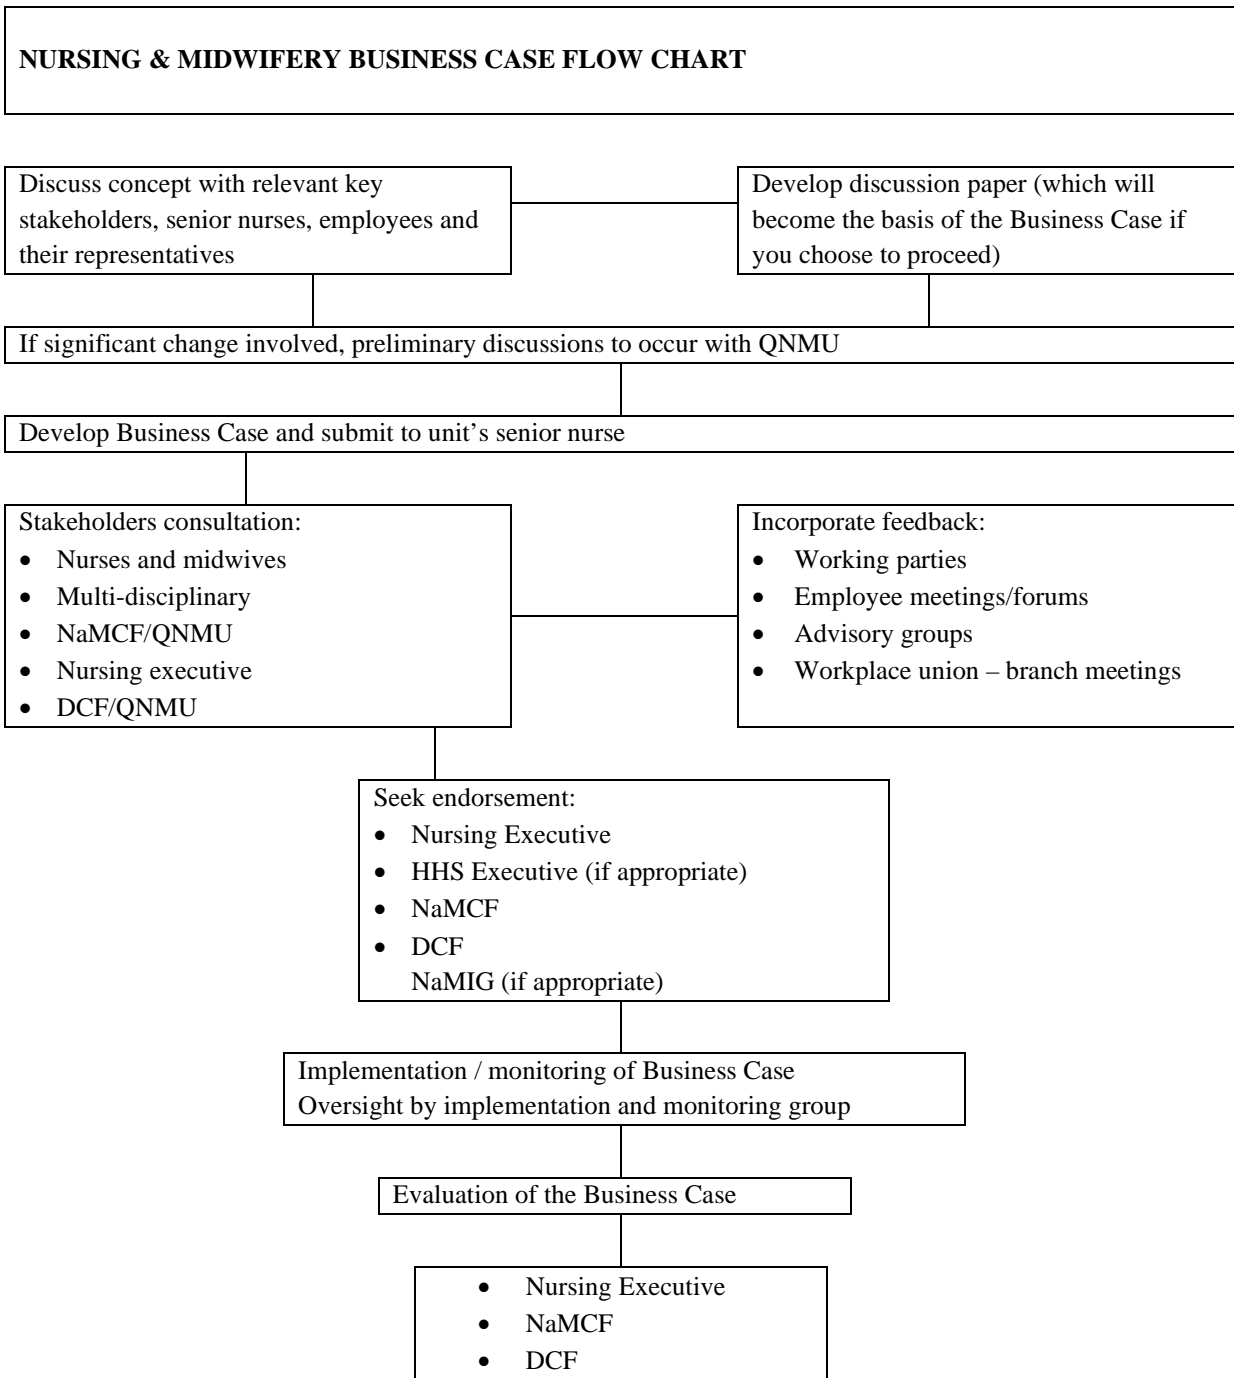 NURSING & MIDWIFERY BUSINESS CASE FLOW CHART
Discuss concept with relevant key
stakeholders, senior nurses, employees and
their representatives
Develop discussion paper (which will
become the basis of the Business Case if
you choose to proceed)
If significant change involved, preliminary discussions to occur with QNMU
Develop Business Case and submit to unit’s senior nurse
Stakeholders consultation:
• Nurses and midwives
• Multi-disciplinary
• NaMCF/QNMU
• Nursing executive
• DCF/QNMU
Incorporate feedback:
• Working parties
• Employee meetings/forums
• Advisory groups
• Workplace union – branch meetings
Seek endorsement:
• Nursing Executive
• HHS Executive (if appropriate)
• NaMCF
• DCF
NaMIG (if appropriate)
Implementation / monitoring of Business Case
Oversight by implementation and monitoring group
Evaluation of the Business Case
• Nursing Executive
• NaMCF
• DCF